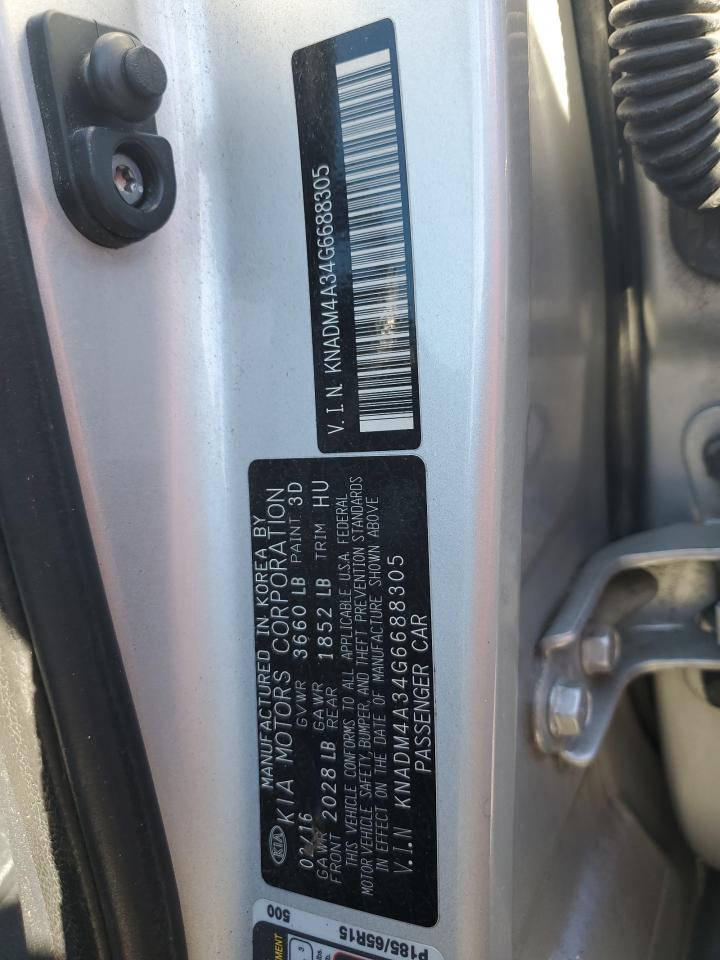 V.I.N. KNADM4A34G6688305
KIA
MANUFACTURED IN KOREA BY
KIA MOTORS CORPORATION
02/16 GVWR 3660 LB PAINT 3D
GAWR FRONT 2028 LB GAWR REAR 1852 LB TRIM HU
THIS VEHICLE CONFORMS TO ALL APPLICABLE U.S.A. FEDERAL
MOTOR VEHICLE SAFETY, BUMPER, AND THEFT PREVENTION STANDARDS
IN EFFECT ON THE DATE OF MANUFACTURE SHOWN ABOVE
V.I.N KNADM4A34G6688305
PASSENGER CAR
P185/65R15
500
3